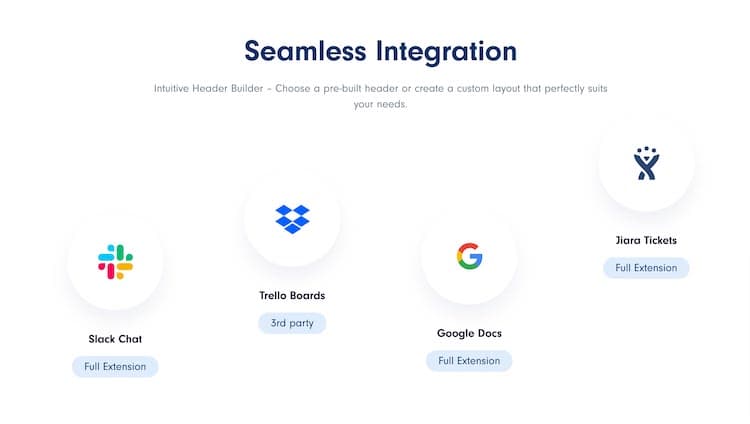 Seamless Integration
Intuitive Header Builder – Choose a pre-built header or create a custom layout that perfectly suits
your needs.
Slack Chat
Full Extension
Trello Boards
3rd party
Google Docs
Full Extension
Jiara Tickets
Full Extension